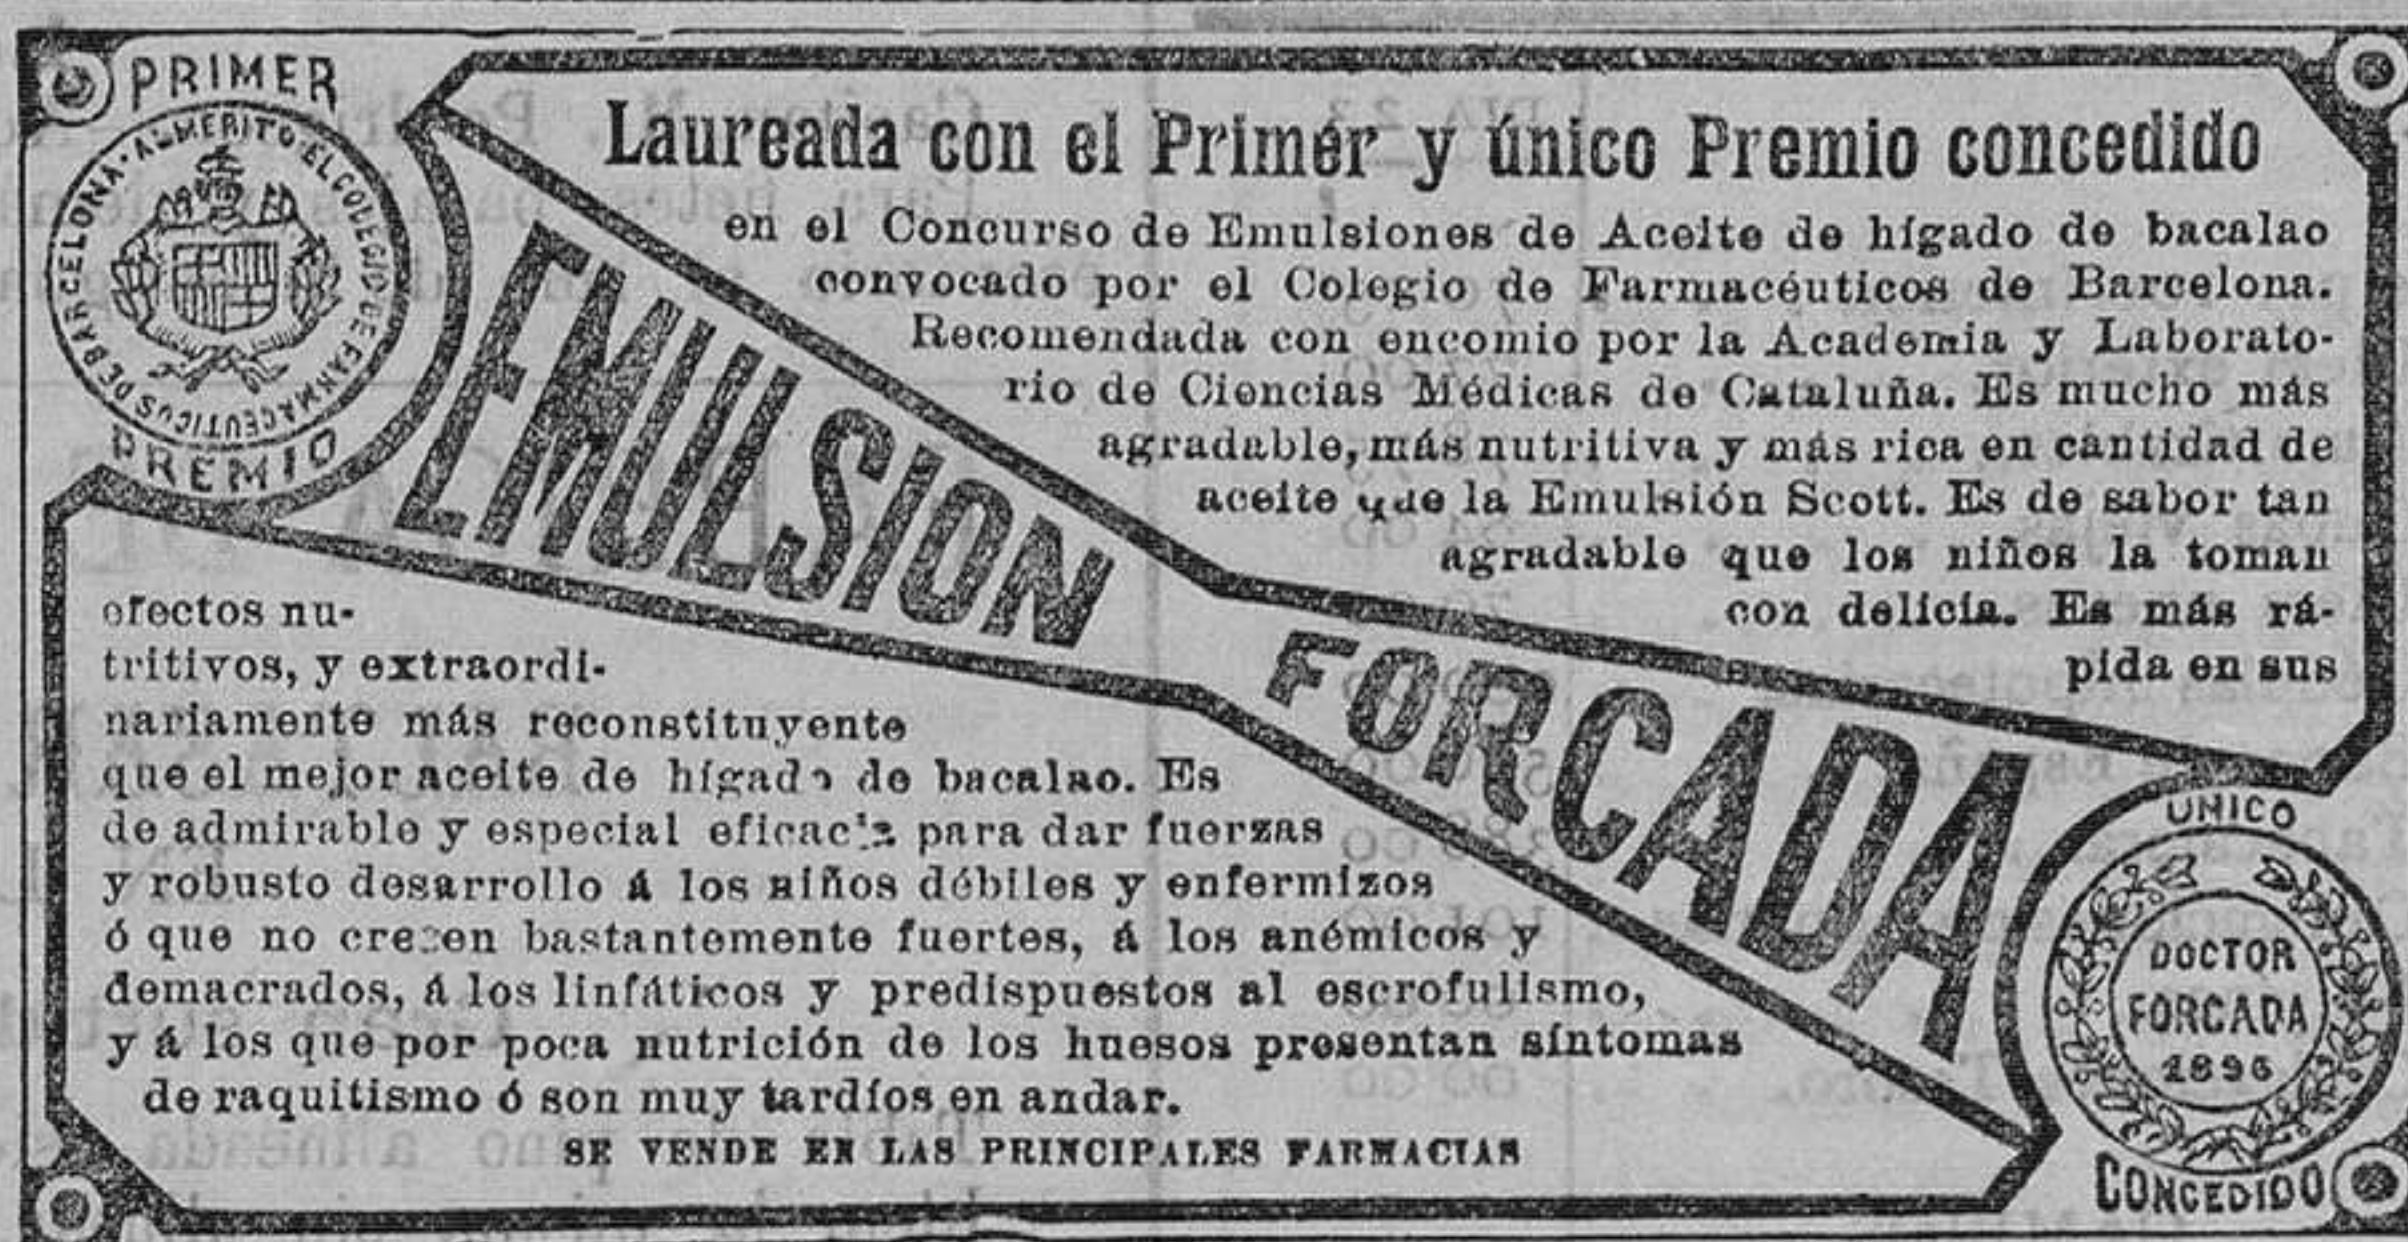 PRIMER
AL MERITO · EL COLEGIO DE FARMACEUTICOS DE BARCELONA ·
PREMIO
Laureada con el Primer y único Premio concedido
en el Concurso de Emulsiones de Aceite de hígado de bacalao
convocado por el Colegio de Farmacéuticos de Barcelona.
Recomendada con encomio por la Academia y Laborato-
rio de Ciencias Médicas de Cataluña. Es mucho más
agradable, más nutritiva y más rica en cantidad de
aceite que la Emulsión Scott. Es de sabor tan
agradable que los niños la toman
con delicia. Es más rá-
pida en sus
EMULSION FORCADA
efectos nu-
tritivos, y extraordi-
nariamente más reconstituyente
que el mejor aceite de hígado de bacalao. Es
de admirable y especial eficacia para dar fuerzas
y robusto desarrollo á los niños débiles y enfermizos
ó que no crecen bastantemente fuertes, á los anémicos y
demacrados, á los linfáticos y predispuestos al escrofulismo,
y á los que por poca nutrición de los huesos presentan síntomas
de raquitismo ó son muy tardíos en andar.
SE VENDE EN LAS PRINCIPALES FARMACIAS
UNICO
DOCTOR
FORCADA
1896
CONCEDIDO